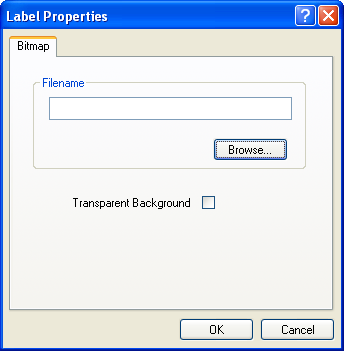 Label Properties
Bitmap
Filename
Browse...
Transparent Background
OK
Cancel